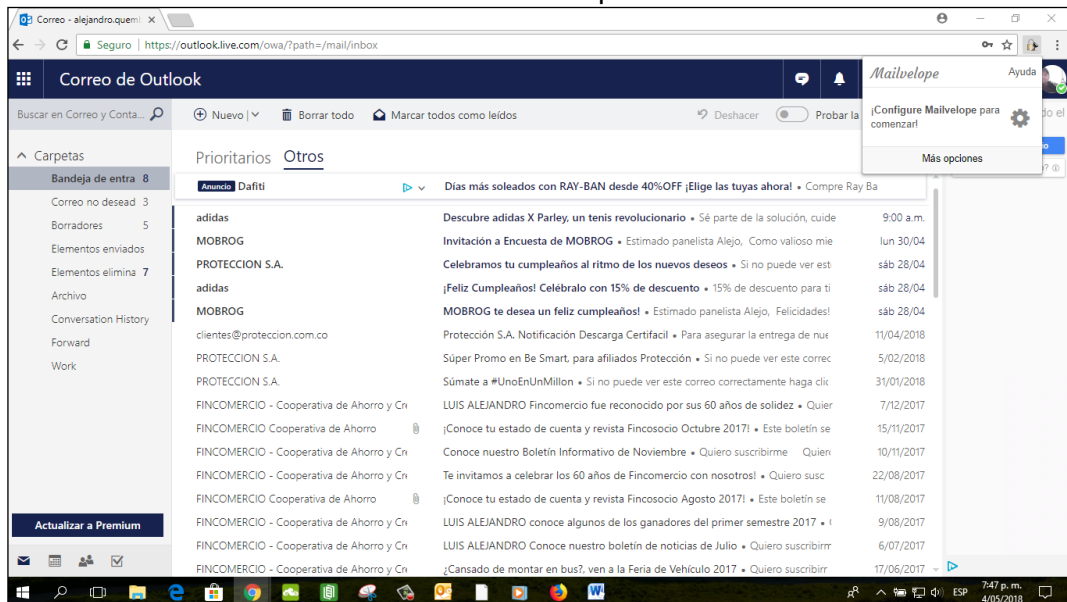 Correo - alejandro.quem
Seguro | https://outlook.live.com/owa/?path=/mail/inbox
Correo de Outlook
Mailvelope Ayuda
¡Configure Mailvelope para comenzar!
Más opciones
Buscar en Correo y Conta...
Nuevo Borrar todo Marcar todos como leídos Deshacer Probar la
do el
Carpetas
Bandeja de entra 8
Correo no desead 3
Borradores 5
Elementos enviados
Elementos elimina 7
Archivo
Conversation History
Forward
Work
Actualizar a Premium
Prioritarios Otros
Anuncio Dafiti Días más soleados con RAY-BAN desde 40%OFF ¡Elige las tuyas ahora! • Compre Ray Ba
adidas Descubre adidas X Parley, un tenis revolucionario • Sé parte de la solución, cuide 9:00 a.m.
MOBROG Invitación a Encuesta de MOBROG • Estimado panelista Alejo, Como valioso mie lun 30/04
PROTECCION S.A. Celebramos tu cumpleaños al ritmo de los nuevos deseos • Si no puede ver est sáb 28/04
adidas ¡Feliz Cumpleaños! Celébralo con 15% de descuento • 15% de descuento para ti sáb 28/04
MOBROG MOBROG te desea un feliz cumpleaños! • Estimado panelista Alejo, Felicidades! sáb 28/04
clientes@proteccion.com.co Protección S.A. Notificación Descarga Certifacil • Para asegurar la entrega de nue 11/04/2018
PROTECCION S.A. Súper Promo en Be Smart, para afiliados Protección • Si no puede ver este correc 5/02/2018
PROTECCION S.A. Súmate a #UnoEnUnMillon • Si no puede ver este correo correctamente haga clic 31/01/2018
FINCOMERCIO - Cooperativa de Ahorro y Cre LUIS ALEJANDRO Fincomercio fue reconocido por sus 60 años de solidez • Quier 7/12/2017
FINCOMERCIO Cooperativa de Ahorro ¡Conoce tu estado de cuenta y revista Fincosocio Octubre 2017! • Este boletín se 15/11/2017
FINCOMERCIO - Cooperativa de Ahorro y Cre Conoce nuestro Boletín Informativo de Noviembre • Quiero suscribirme Quien 10/11/2017
FINCOMERCIO - Cooperativa de Ahorro y Cre Te invitamos a celebrar los 60 años de Fincomercio con nosotros! • Quiero susc 22/08/2017
FINCOMERCIO Cooperativa de Ahorro ¡Conoce tu estado de cuenta y revista Fincosocio Agosto 2017! • Este boletín se 11/08/2017
FINCOMERCIO - Cooperativa de Ahorro y Cre LUIS ALEJANDRO conoce algunos de los ganadores del primer semestre 2017 • 9/08/2017
FINCOMERCIO - Cooperativa de Ahorro y Cre LUIS ALEJANDRO Conoce nuestro boletín de noticias de Julio • Quiero suscribirm 6/07/2017
FINCOMERCIO - Cooperativa de Ahorro y Cre ¿Cansado de montar en bus?, ven a la Feria de Vehículo 2017 • Quiero suscribirr 17/06/2017
ESP
7:47 p. m.
4/05/2018